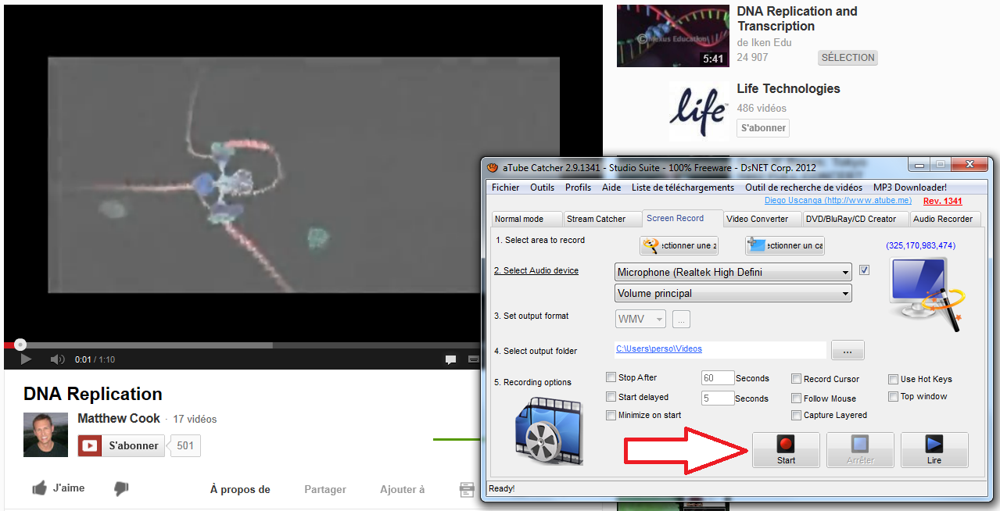 DNA Replication and
Transcription
de Iken Edu
24 907
SÉLECTION
5:41
© Nexus Education
life
Life Technologies
486 vidéos
S'abonner
0:01 / 1:10
DNA Replication
Matthew Cook · 17 vidéos
S'abonner 501
J'aime
À propos de Partager Ajouter à
aTube Catcher 2.9.1341 - Studio Suite - 100% Freeware - DsNET Corp. 2012
Fichier Outils Profils Aide Liste de téléchargements Outil de recherche de vidéos MP3 Downloader!
Diego Uscanga (http://www.atube.me) Rev. 1341
Normal mode Stream Catcher Screen Record Video Converter DVD/BluRay/CD Creator Audio Recorder
1. Select area to record ectionner une z ectionner un ca (325,170,983,474)
2. Select Audio device Microphone (Realtek High Defini
Volume principal
3. Set output format WMV ...
4. Select output folder C:\Users\perso\Videos ...
5. Recording options
Stop After 60 Seconds Record Cursor Use Hot Keys
Start delayed 5 Seconds Follow Mouse Top window
Minimize on start Capture Layered
Start Arrêter Lire
Ready!